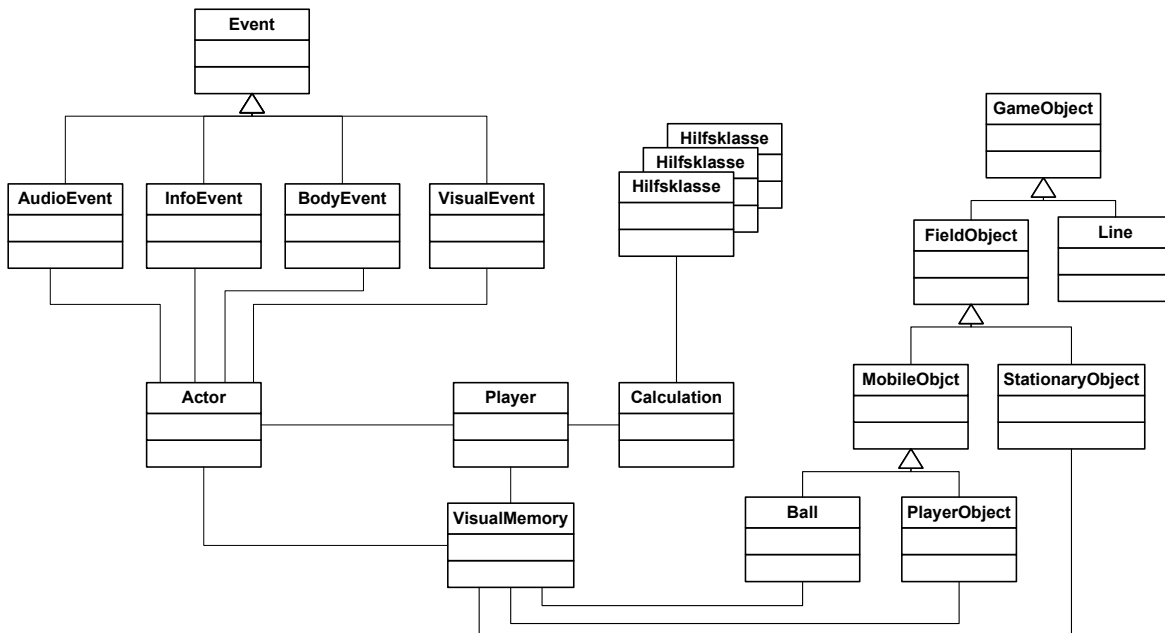 Event
GameObject
Hilfsklasse
Hilfsklasse
Hilfsklasse
AudioEvent
InfoEvent
BodyEvent
VisualEvent
FieldObject
Line
MobileObjct
StationaryObject
Actor
Player
Calculation
VisualMemory
Ball
PlayerObject